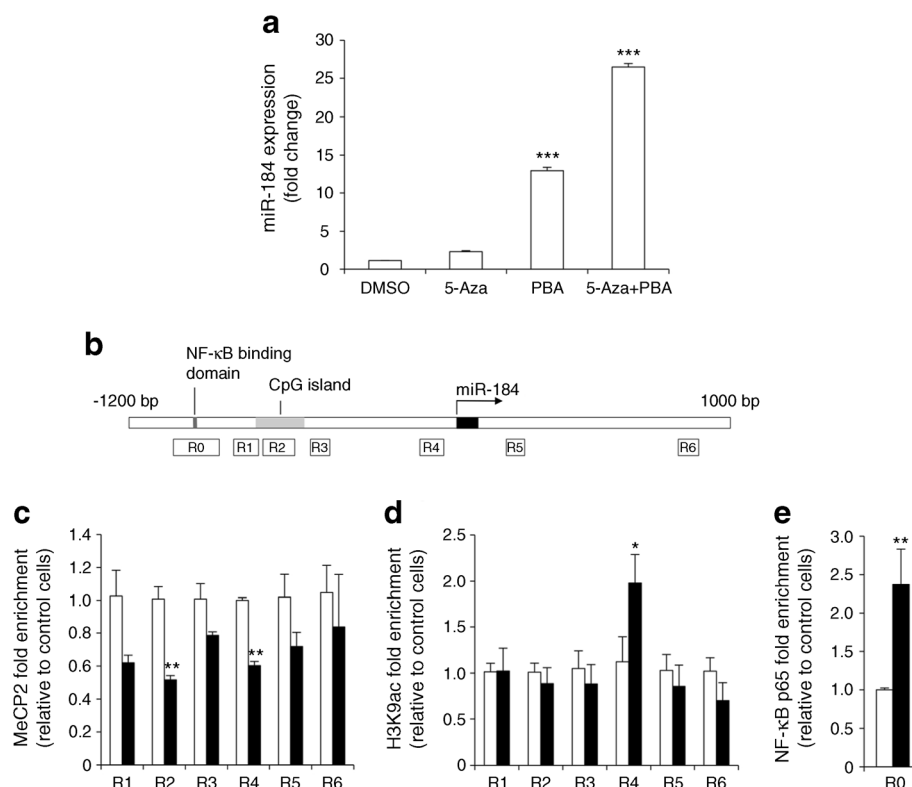 a
miR-184 expression
(fold change)
30
25
20
15
10
5
0
***
***
DMSO 5-Aza PBA 5-Aza+PBA
b
NF-κB binding
domain
CpG island
-1200 bp
miR-184
1000 bp
R0 R1 R2 R3 R4 R5 R6
c
MeCP2 fold enrichment
(relative to control cells)
1.4
1.2
1.0
0.8
0.6
0.4
0.2
0
**
**
R1 R2 R3 R4 R5 R6
d
H3K9ac fold enrichment
(relative to control cells)
2.5
2.0
1.5
1.0
0.5
0
*
R1 R2 R3 R4 R5 R6
e
NF-κB p65 fold enrichment
(relative to control cells)
3.0
2.5
2.0
1.5
1.0
0.5
0
**
R0